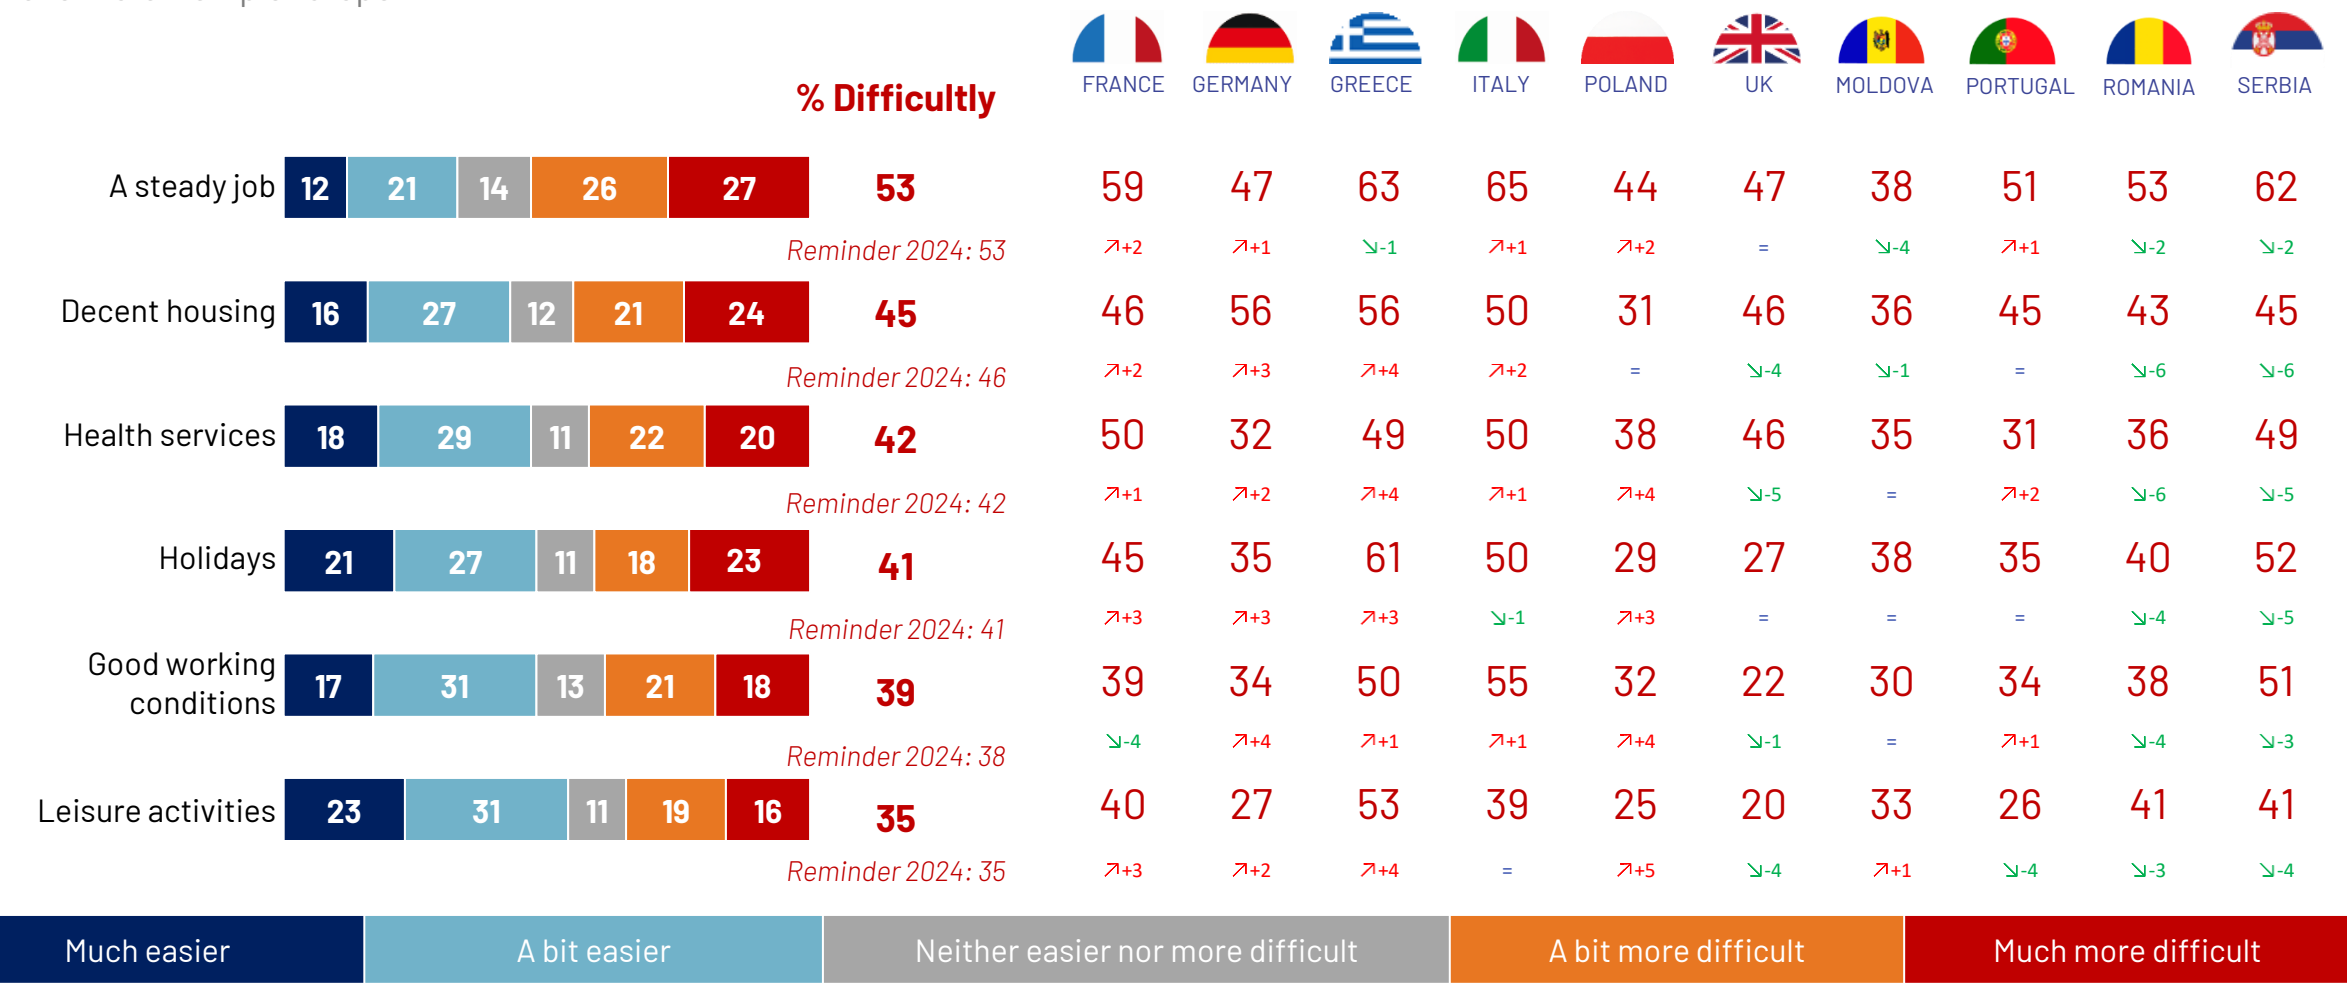 FRANCE GERMANY GREECE ITALY POLAND UK MOLDOVA PORTUGAL ROMANIA SERBIA
% Difficultly
A steady job 12 21 14 26 27 53 59 47 63 65 44 47 38 51 53 62
Reminder 2024: 53 ↗+2 ↗+1 ↘-1 ↗+1 ↗+2 = ↘-4 ↗+1 ↘-2 ↘-2
Decent housing 16 27 12 21 24 45 46 56 56 50 31 46 36 45 43 45
Reminder 2024: 46 ↗+2 ↗+3 ↗+4 ↗+2 = ↘-4 ↘-1 = ↘-6 ↘-6
Health services 18 29 11 22 20 42 50 32 49 50 38 46 35 31 36 49
Reminder 2024: 42 ↗+1 ↗+2 ↗+4 ↗+1 ↗+4 ↘-5 = ↗+2 ↘-6 ↘-5
Holidays 21 27 11 18 23 41 45 35 61 50 29 27 38 35 40 52
Reminder 2024: 41 ↗+3 ↗+3 ↗+3 ↘-1 ↗+3 = = = ↘-4 ↘-5
Good working
conditions 17 31 13 21 18 39 39 34 50 55 32 22 30 34 38 51
Reminder 2024: 38 ↘-4 ↗+4 ↗+1 ↗+1 ↗+4 ↘-1 = ↗+1 ↘-4 ↘-3
Leisure activities 23 31 11 19 16 35 40 27 53 39 25 20 33 26 41 41
Reminder 2024: 35 ↗+3 ↗+2 ↗+4 = ↗+5 ↘-4 ↗+1 ↘-4 ↘-3 ↘-4
Much easier A bit easier Neither easier nor more difficult A bit more difficult Much more difficult